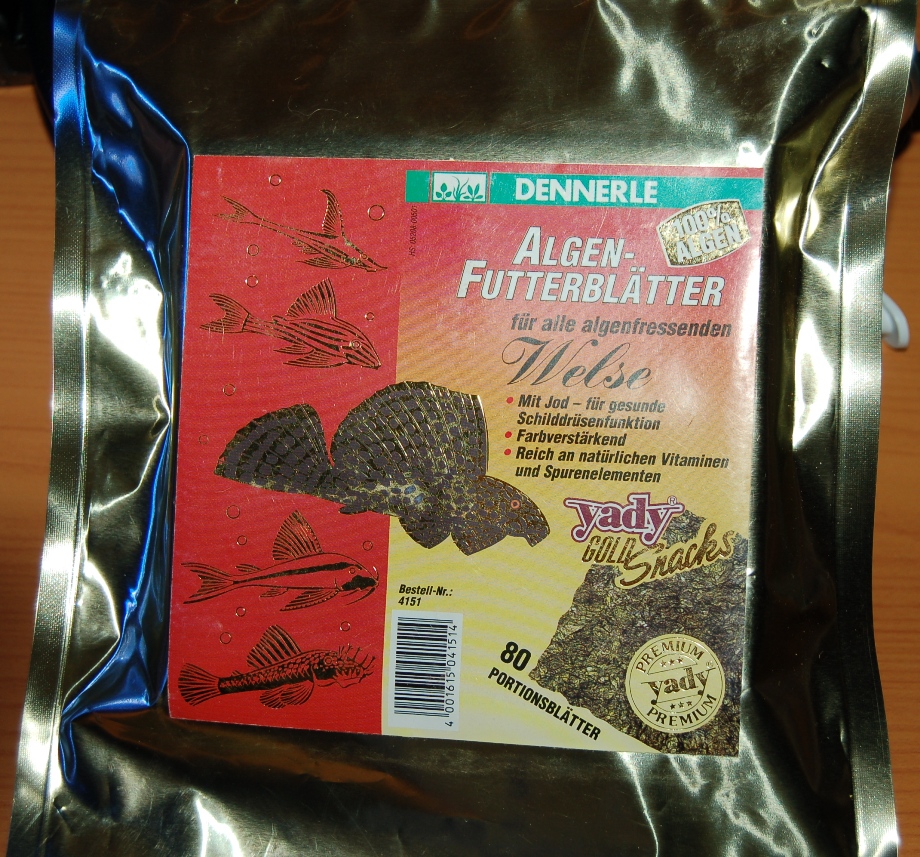 DENNERLE
100%
ALGEN
ALGEN-
FUTTERBLÄTTER
für alle algenfressenden
Welse
• Mit Jod – für gesunde
Schilddrüsenfunktion
• Farbverstärkend
• Reich an natürlichen Vitaminen
und Spurenelementen
yady®
GOLD Snacks
Bestell-Nr.:
4151
4 001615 041514
80
PORTIONSBLÄTTER
PREMIUM
yady
PREMIUM